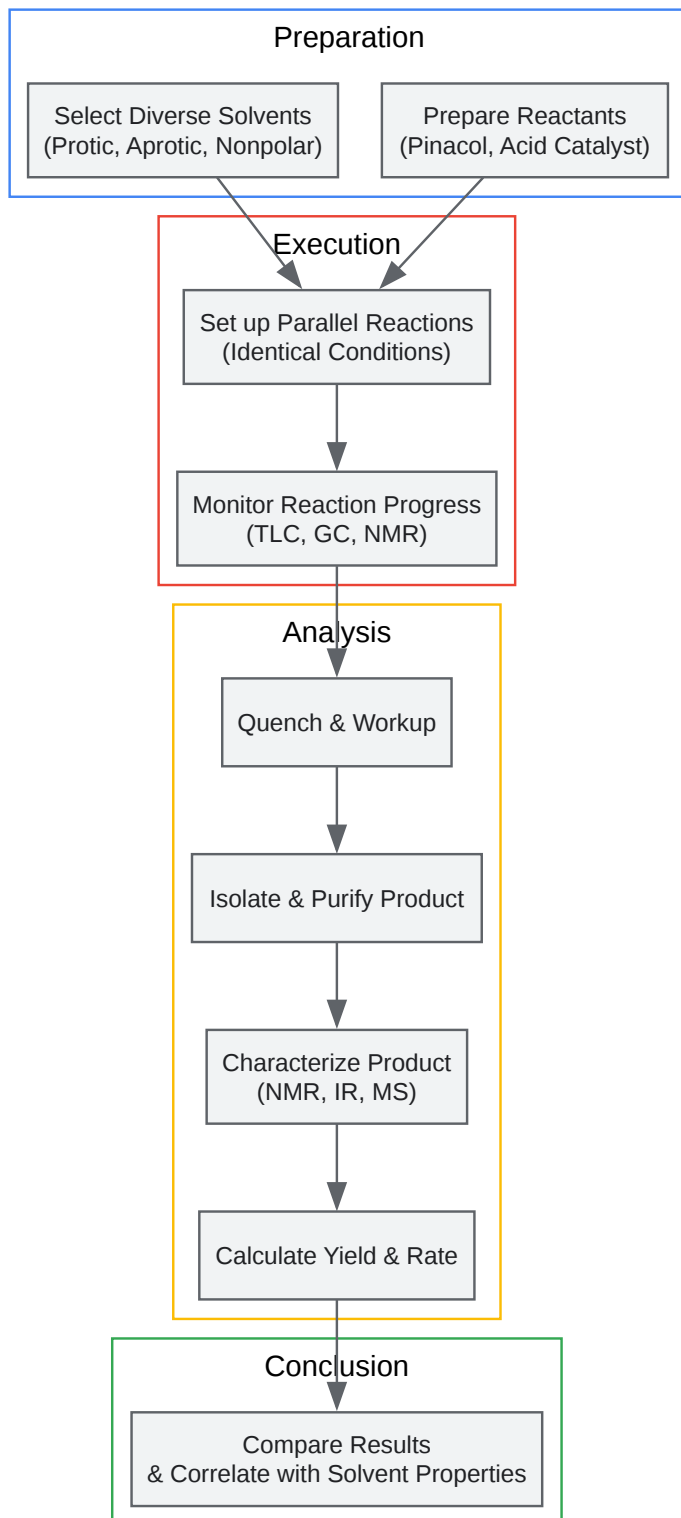 Preparation
Select Diverse Solvents
(Protic, Aprotic, Nonpolar)
Prepare Reactants
(Pinacol, Acid Catalyst)
Execution
Set up Parallel Reactions
(Identical Conditions)
Monitor Reaction Progress
(TLC, GC, NMR)
Analysis
Quench & Workup
Isolate & Purify Product
Characterize Product
(NMR, IR, MS)
Calculate Yield & Rate
Conclusion
Compare Results
& Correlate with Solvent Properties